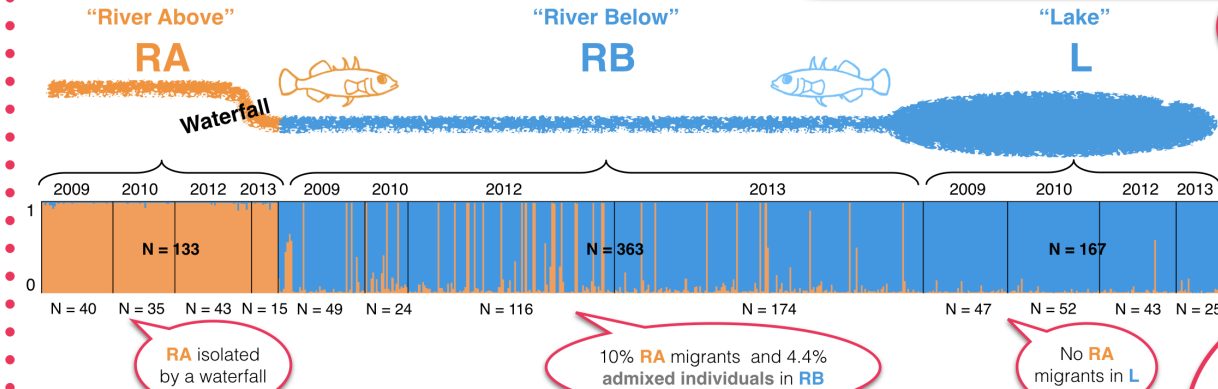 “River Above”
“River Below”
“Lake”
RA
RB
L
Waterfall
2009 2010 2012 2013 2009 2010 2012 2013 2009 2010 2012 2013
1
0
N = 133
N = 363
N = 167
N = 40 N = 35 N = 43 N = 15 N = 49 N = 24 N = 116 N = 174 N = 47 N = 52 N = 43 N = 25
RA isolated
by a waterfall
10% RA migrants and 4.4%
admixed individuals in RB
No RA
migrants in L